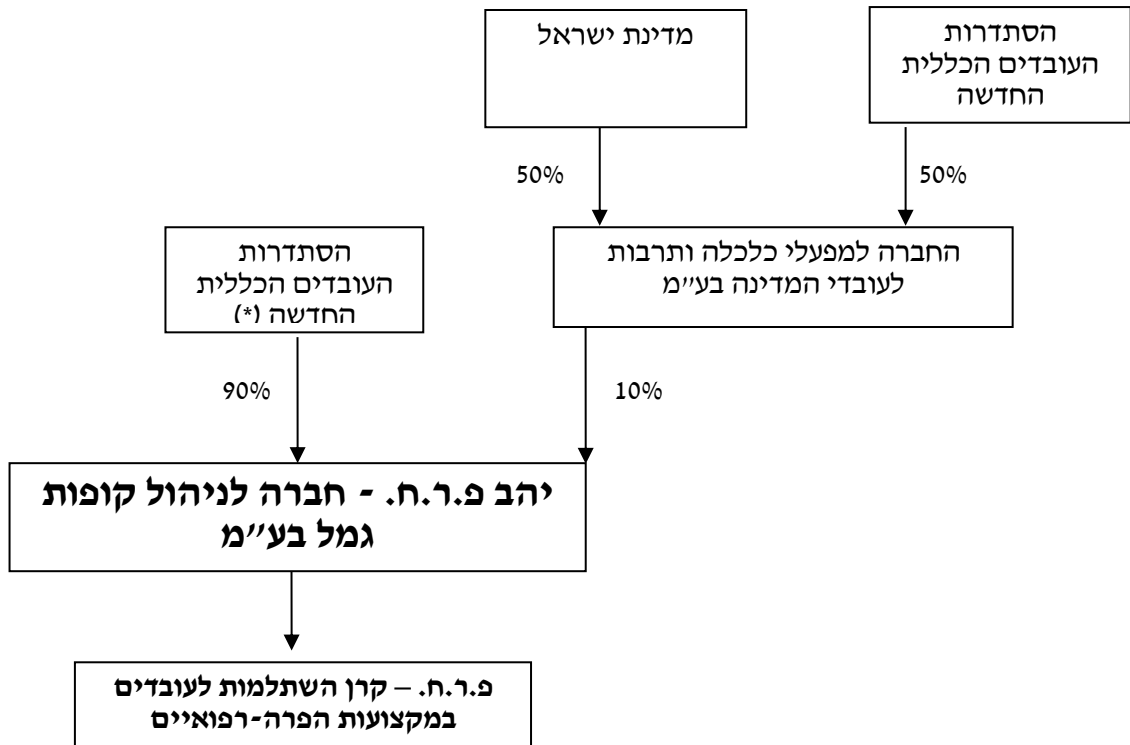 הסתדרות
העובדים הכללית
החדשה
מדינת ישראל
50%
50%
החברה למפעלי כלכלה ותרבות
לעובדי המדינה בע״מ
הסתדרות
העובדים הכללית
החדשה (*)
90%
10%
יהב פ.ר.ח. - חברה לניהול קופות
גמל בע״מ
פ.ר.ח. – קרן השתלמות לעובדים
במקצועות הפרה-רפואיים